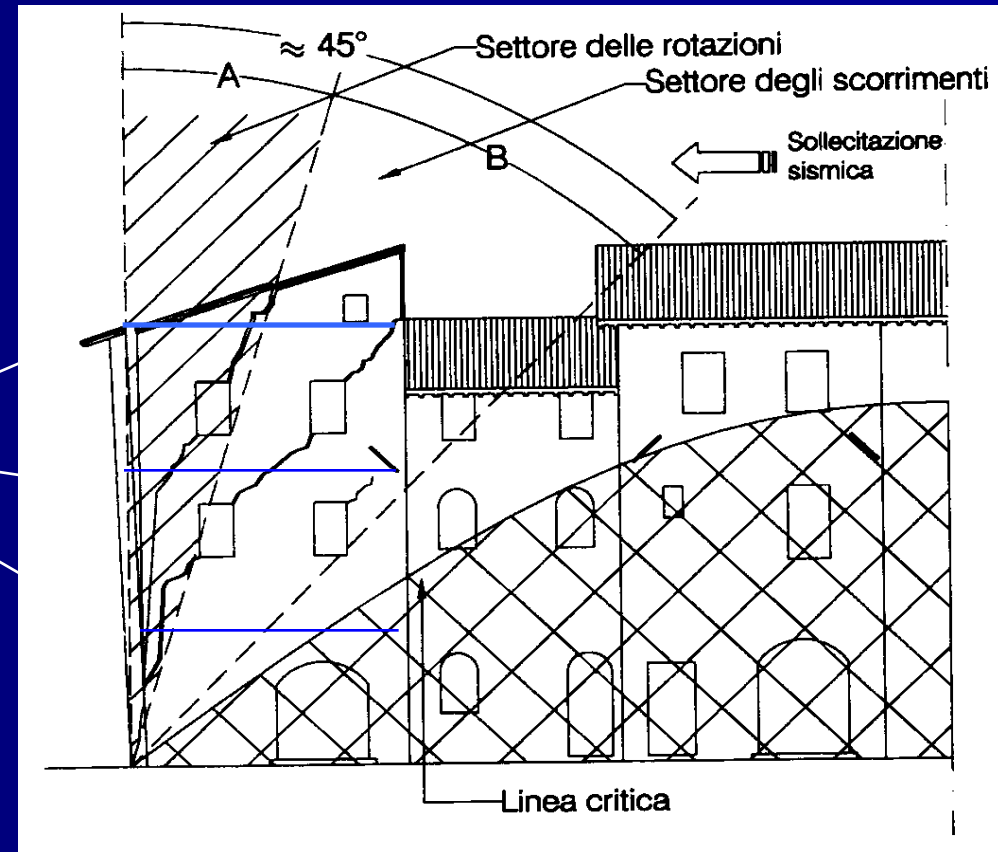 ≈ 45°
Settore delle rotazioni
A
Settore degli scorrimenti
B
Sollecitazione
sismica
Linea critica